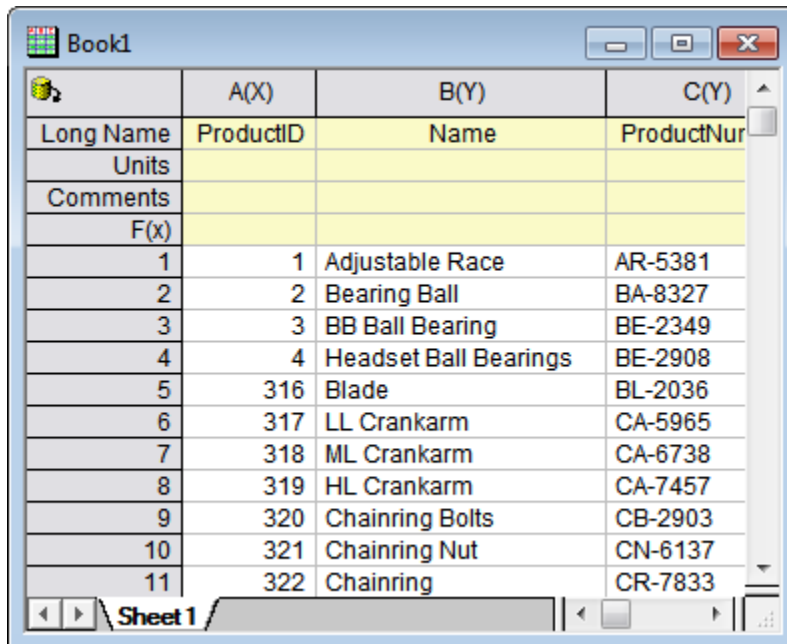 Book1
A(X) B(Y) C(Y)
Long Name ProductID Name ProductNur
Units
Comments
F(x)
1 1 Adjustable Race AR-5381
2 2 Bearing Ball BA-8327
3 3 BB Ball Bearing BE-2349
4 4 Headset Ball Bearings BE-2908
5 316 Blade BL-2036
6 317 LL Crankarm CA-5965
7 318 ML Crankarm CA-6738
8 319 HL Crankarm CA-7457
9 320 Chainring Bolts CB-2903
10 321 Chainring Nut CN-6137
11 322 Chainring CR-7833
Sheet1